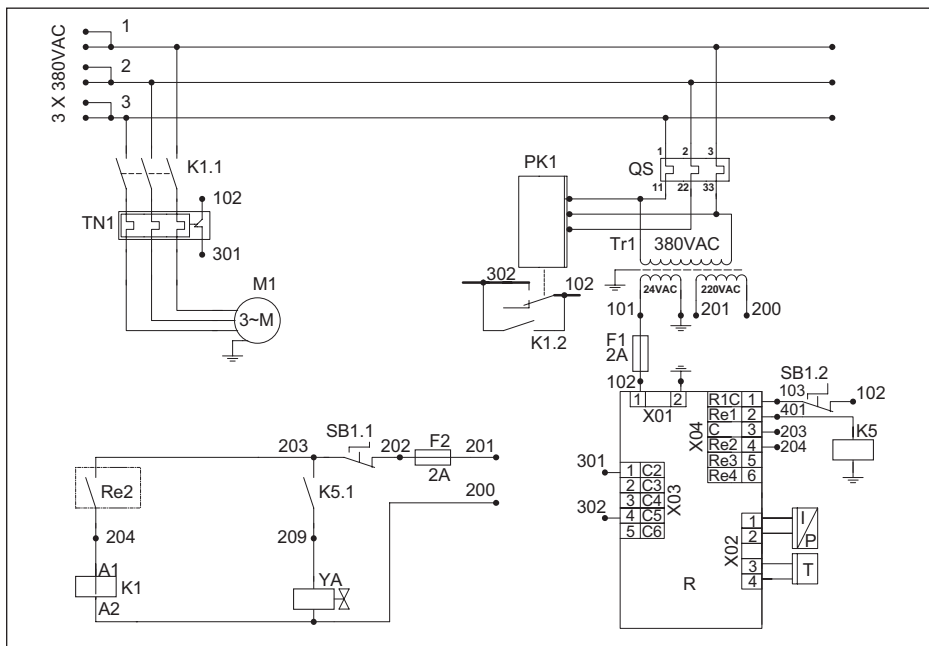 3 X 380VAC
1
2
3
K1.1
102
TN1
301
M1
3~M
PK1
302
102
K1.2
1 2 3
QS
11 22 33
Tr1 380VAC
24VAC 220VAC
101 201 200
F1
2A
102
1 2
X01
SB1.2
103 102
401
203
204
K5
X04
R1C 1
Re1 2
C_ 3
Re2 4
Re3 5
Re4 6
301
302
1 C2
2 C3
3 C4
4 C5
5 C6
X03
X02
1
2
3
4
I/P
T
R
203 SB1.1 202 F2 201
2A
200
Re2
K5.1
204 209
A1
K1
A2
YA